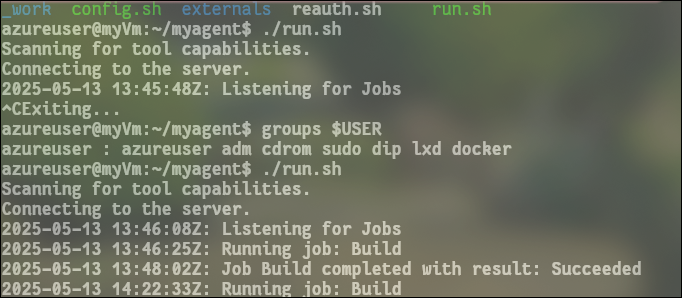 _work  config.sh  externals  reauth.sh     run.sh
azureuser@myVm:~/myagent$ ./run.sh
Scanning for tool capabilities.
Connecting to the server.
2025-05-13 13:45:48Z: Listening for Jobs
^CExiting...
azureuser@myVm:~/myagent$ groups $USER
azureuser : azureuser adm cdrom sudo dip lxd docker
azureuser@myVm:~/myagent$ ./run.sh
Scanning for tool capabilities.
Connecting to the server.
2025-05-13 13:46:08Z: Listening for Jobs
2025-05-13 13:46:25Z: Running job: Build
2025-05-13 13:48:02Z: Job Build completed with result: Succeeded
2025-05-13 14:22:33Z: Running job: Build